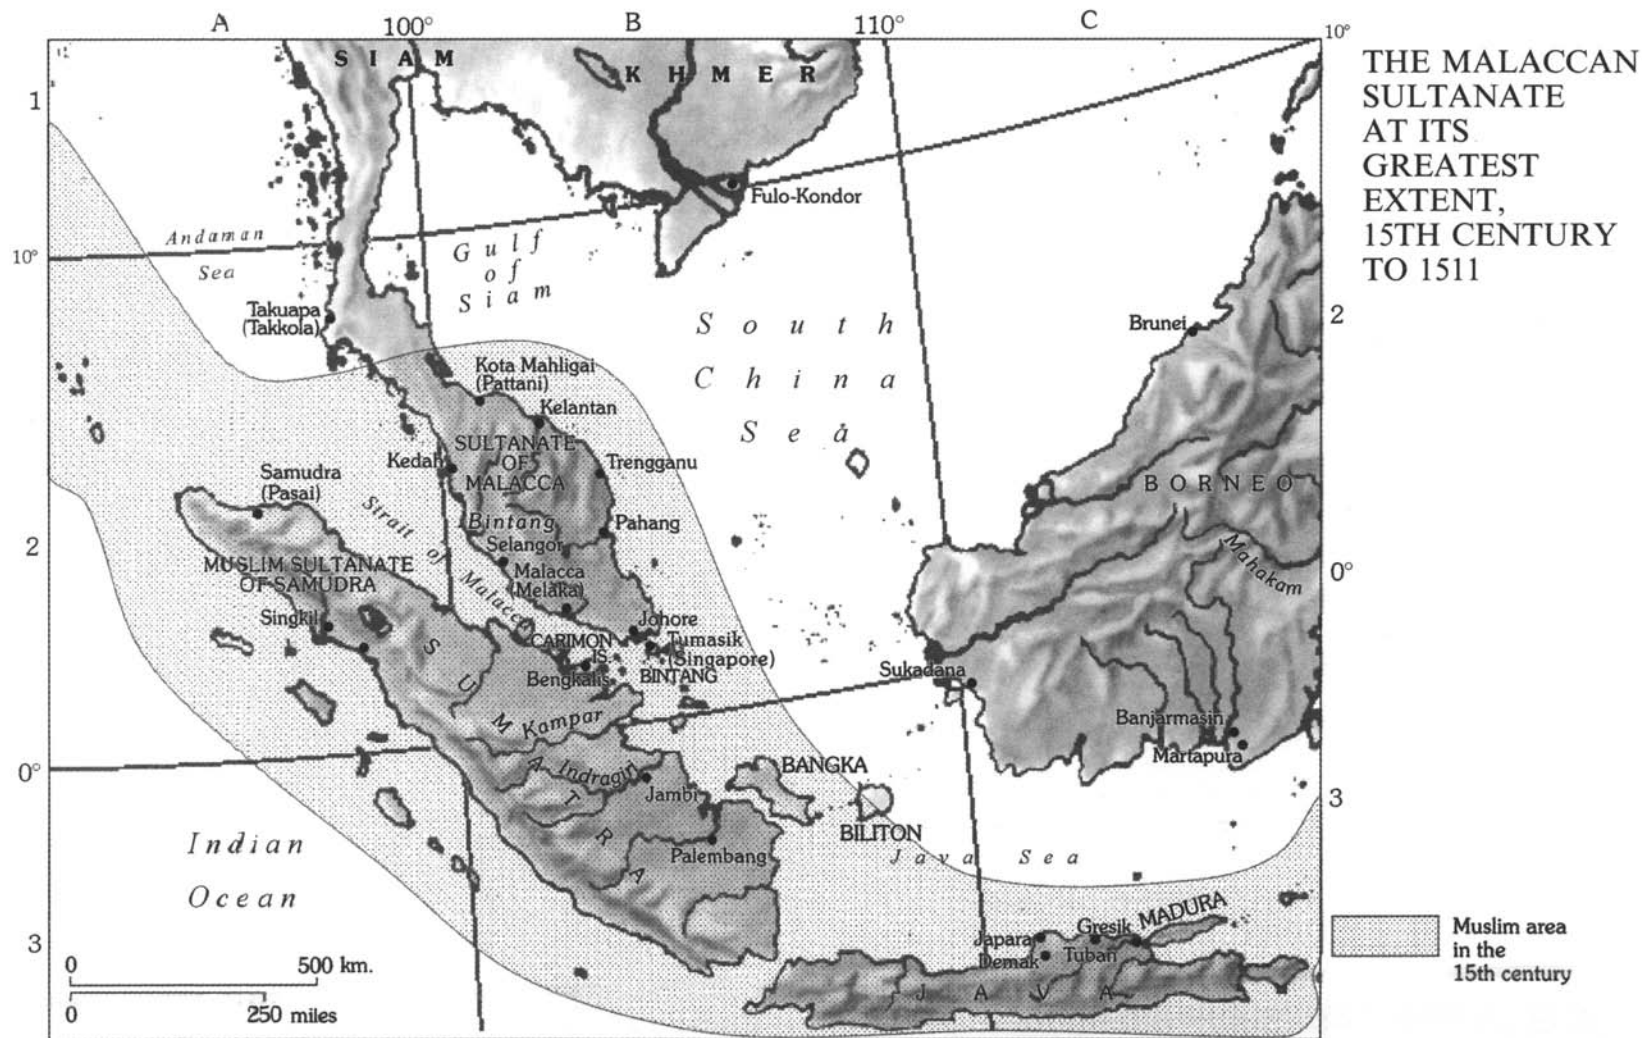 A
100°
B
110°
C
10°
THE MALACCAN
SULTANATE
AT ITS
GREATEST
EXTENT,
15TH CENTURY
TO 1511
SIAM
KHMER
1
Fulo-Kondor
Andaman
Sea
10°
Gulf
of
Siam
Takuapa
(Takkola)
South
China
Sea
Brunei
2
Kota Mahligai
(Pattani)
Kelantan
SULTANATE
OF
MALACCA
Kedah
Trengganu
Samudra
(Pasai)
Strait of Malacca
BORNEO
Bintang
Pahang
Selangor
2
MUSLIM SULTANATE
OF SAMUDRA
Malacca
(Melaka)
Mahakam
0°
Singkil
Johore
CARIMON
IS.
Tumasik
(Singapore)
Bengkalis
BINTANG
Sukadana
SUMATRA
Kampar
Banjarmasin
Martapura
0°
Indragiri
BANGKA
Jambi
3
BILITON
Indian
Ocean
Palembang
Java Sea
MADURA
Gresik
Japara
Demak
Tuban
3
JAVA
Muslim area
in the
15th century
0
500 km.
0
250 miles